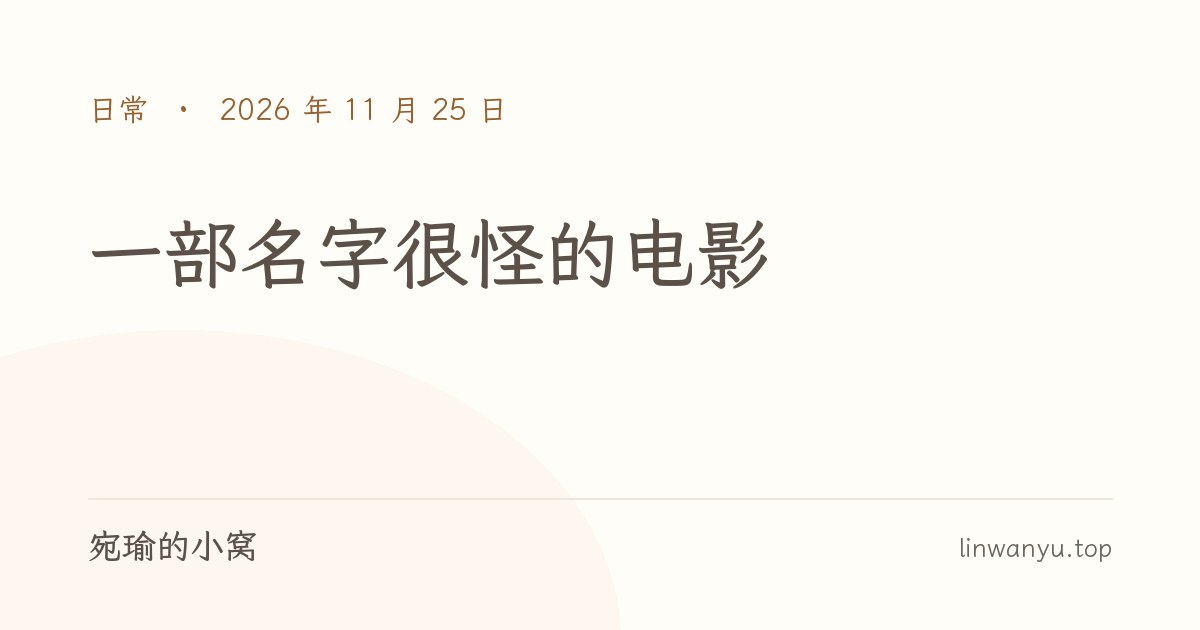 日常 · 2026 年 11 月 25 日
一部名字很怪的电影
宛瑜的小窝
linwanyu.top